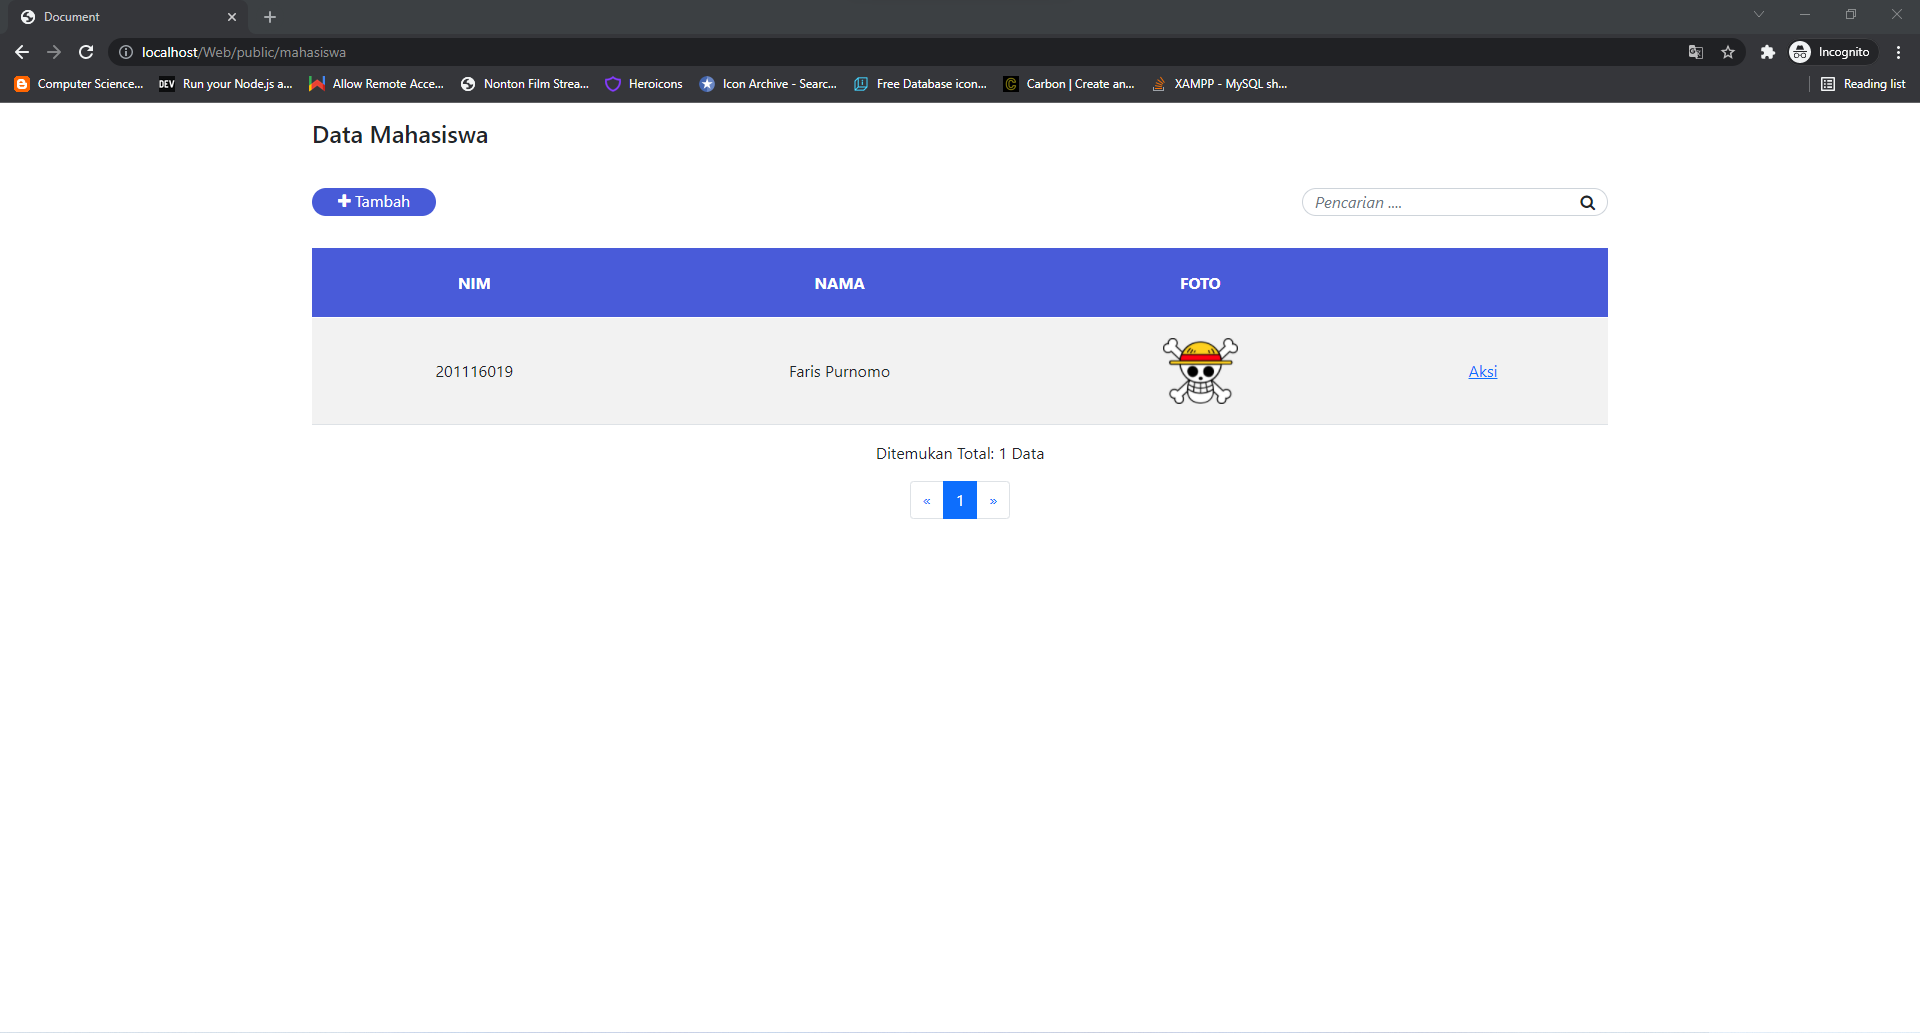 Document
localhost/Web/public/mahasiswa
Incognito
Computer Science...
DEV Run your Node.js a...
Allow Remote Acce...
Nonton Film Strea...
Heroicons
Icon Archive - Searc...
Free Database icon...
Carbon | Create an...
XAMPP - MySQL sh...
Reading list
Data Mahasiswa
Tambah
Pencarian ....
NIM NAMA FOTO
201116019 Faris Purnomo Aksi
Ditemukan Total: 1 Data
« 1 »